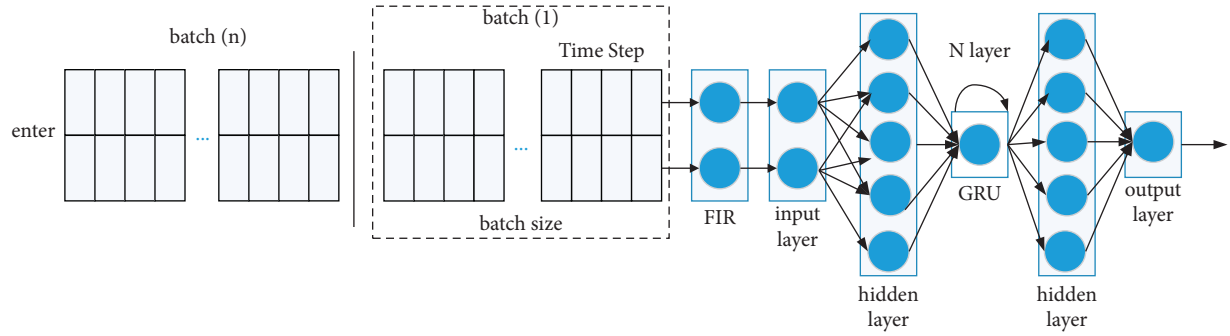 batch (n)
batch (1)
Time Step
enter
...
...
batch size
FIR
input
layer
hidden
layer
N layer
GRU
hidden
layer
output
layer